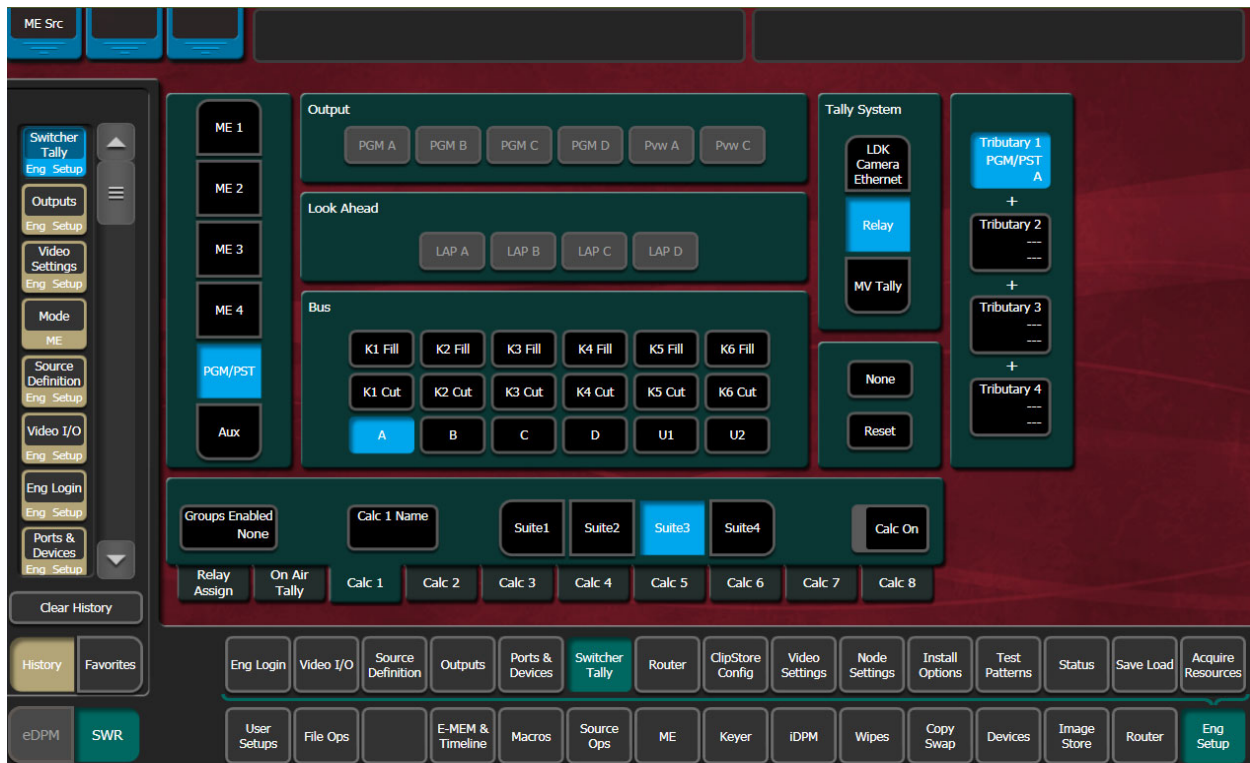 ME Src
Switcher
Tally
Eng Setup
Outputs
Eng Setup
Video
Settings
Eng Setup
Mode
ME
Source
Definition
Eng Setup
Video I/O
Eng Setup
Eng Login
Eng Setup
Ports &
Devices
Eng Setup
Clear History
History Favorites
eDPM SWR
ME 1
ME 2
ME 3
ME 4
PGM/PST
Aux
Output
PGM A PGM B PGM C PGM D Pvw A Pvw C
Look Ahead
LAP A LAP B LAP C LAP D
Bus
K1 Fill K2 Fill K3 Fill K4 Fill K5 Fill K6 Fill
K1 Cut K2 Cut K3 Cut K4 Cut K5 Cut K6 Cut
A B C D U1 U2
Tally System
LDK
Camera
Ethernet
Relay
MV Tally
None
Reset
Tributary 1
PGM/PST
A
+
Tributary 2
---
---
+
Tributary 3
---
---
+
Tributary 4
---
---
Groups Enabled
None
Calc 1 Name
Suite1 Suite2 Suite3 Suite4
Calc On
Relay
Assign
On Air
Tally
Calc 1 Calc 2 Calc 3 Calc 4 Calc 5 Calc 6 Calc 7 Calc 8
Eng Login
Video I/O
Source
Definition
Outputs
Ports &
Devices
Switcher
Tally
Router
ClipStore
Config
Video
Settings
Node
Settings
Install
Options
Test
Patterns
Status
Save Load
Acquire
Resources
User
Setups
File Ops
E-MEM &
Timeline
Macros
Source
Ops
ME
Keyer
iDPM
Wipes
Copy
Swap
Devices
Image
Store
Router
Eng
Setup